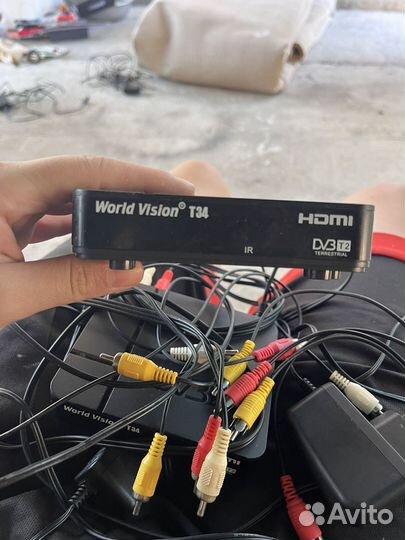 World Vision® T34
HDMI
IR
DVB T2
TERRESTRIAL
World Vision T34
Avito